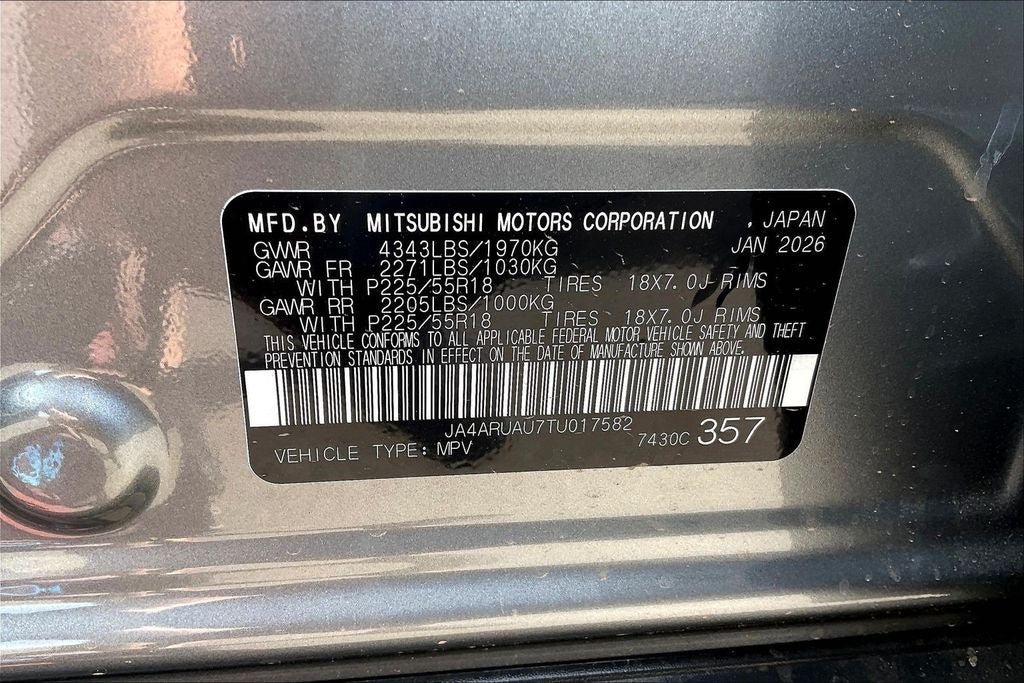 MFD.BY MITSUBISHI MOTORS CORPORATION , JAPAN
GVWR 4343LBS/1970KG JAN 2026
GAWR FR 2271LBS/1030KG
WITH P225/55R18 TIRES 18X7.0J RIMS
GAWR RR 2205LBS/1000KG
WITH P225/55R18 TIRES 18X7.0J RIMS
THIS VEHICLE CONFORMS TO ALL APPLICABLE FEDERAL MOTOR VEHICLE SAFETY AND THEFT
PREVENTION STANDARDS IN EFFECT ON THE DATE OF MANUFACTURE SHOWN ABOVE.
JA4ARUAU7TU017582
VEHICLE TYPE: MPV 7430C 357